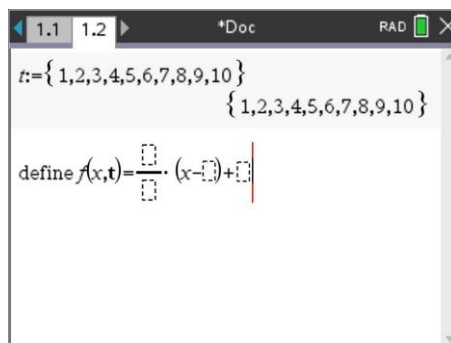 1.1 1.2 *Doc RAD
t:={1,2,3,4,5,6,7,8,9,10}
{1,2,3,4,5,6,7,8,9,10}
define f(x,t)=▯/▯·(x-▯)+▯